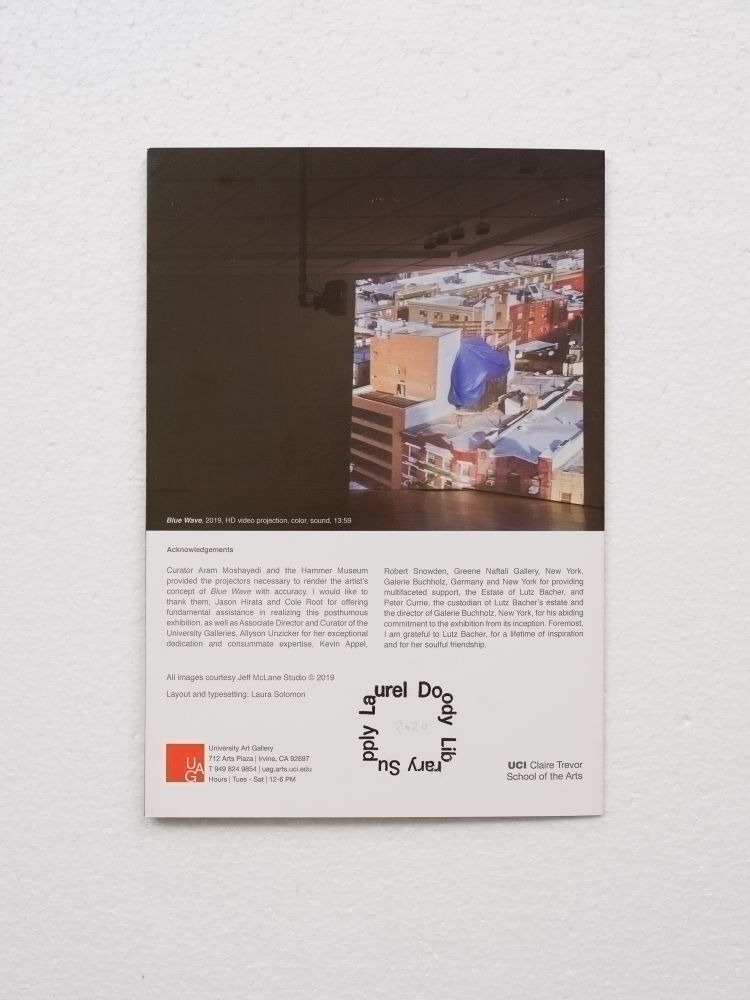 Blue Wave, 2019, HD video projection, color, sound, 13:59
Acknowledgements
Curator Aram Moshayedi and the Hammer Museum
provided the projectors necessary to render the artist's
concept of Blue Wave with accuracy. I would like to
thank them, Jason Hirata and Cole Root for offering
fundamental assistance in realizing this posthumous
exhibition, as well as Associate Director and Curator of the
University Galleries, Allyson Unzicker for her exceptional
dedication and consummate expertise, Kevin Appel,
Robert Snowden, Greene Naftali Gallery, New York,
Galerie Buchholz, Germany and New York for providing
multifaceted support, the Estate of Lutz Bacher, and
Peter Currie, the custodian of Lutz Bacher's estate and
the director of Galerie Buchholz, New York, for his abiding
commitment to the exhibition from its inception. Foremost,
I am grateful to Lutz Bacher, for a lifetime of inspiration
and for her soulful friendship.
All images courtesy Jeff McLane Studio © 2019
Layout and typesetting: Laura Solomon
Laurel Doody Library Supply
2020
UAG
University Art Gallery
712 Arts Plaza | Irvine, CA 92697
T 949 824 9854 | uag.arts.uci.edu
Hours | Tues - Sat | 12-6 PM
UCI Claire Trevor
School of the Arts